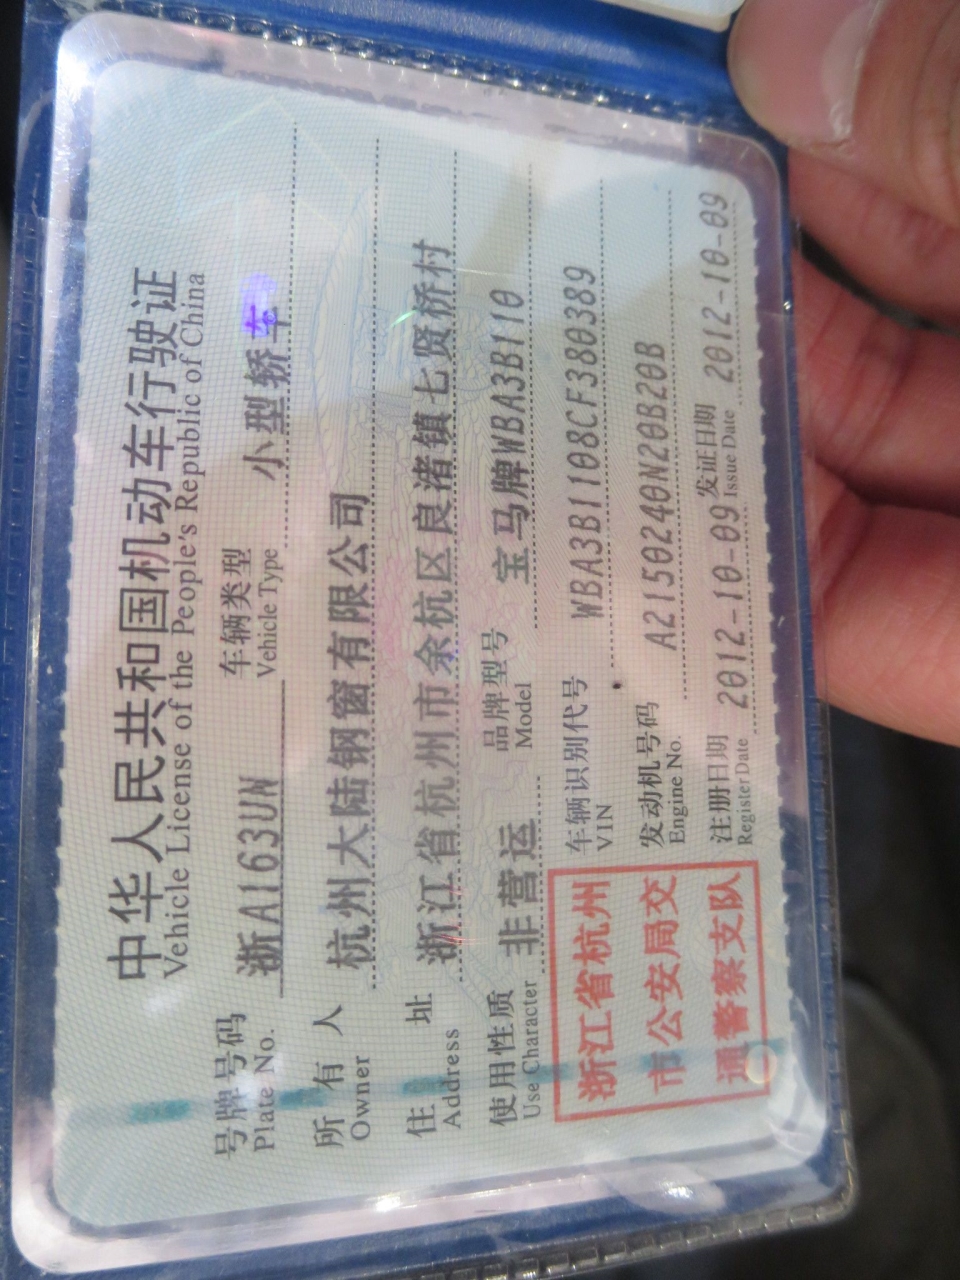 中华人民共和国机动车行驶证
Vehicle License of the People's Republic of China
号牌号码 浙A163UN 车辆类型 小型轿车
Plate No. Vehicle Type
所有人 杭州大陆钢窗有限公司
Owner
住址 浙江省杭州市余杭区良渚镇七贤桥村
Address
使用性质 非营运 品牌型号 宝马牌WBA3B110
Use Character Model
车辆识别代号 WBA3B1108CF380389
VIN
发动机号码 A2150240N20B20B
Engine No.
注册日期 2012-10-09 发证日期 2012-10-09
Register Date Issue Date
浙江省杭州
市公安局交
通警察支队